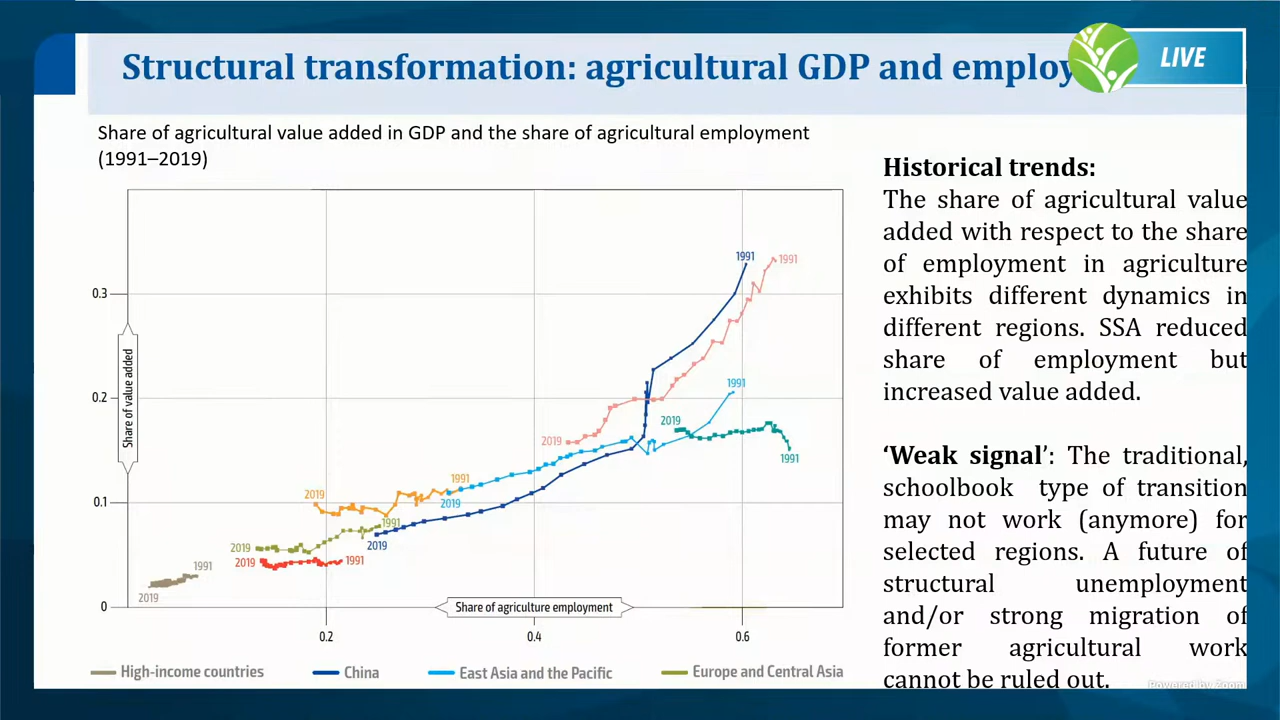 Structural transformation: agricultural GDP and employ
LIVE
Share of agricultural value added in GDP and the share of agricultural employment
(1991–2019)
0.3
0.2
0.1
0
Share of value added
1991
1991
1991
2019
2019
1991
2019
1991
2019
1991
2019
2019
2019
1991
1991
2019
Share of agriculture employment
0.2
0.4
0.6
High-income countries
China
East Asia and the Pacific
Europe and Central Asia
Historical trends:
The share of agricultural value
added with respect to the share
of employment in agriculture
exhibits different dynamics in
different regions. SSA reduced
share of employment but
increased value added.
‘Weak signal’: The traditional,
schoolbook type of transition
may not work (anymore) for
selected regions. A future of
structural unemployment
and/or strong migration of
former agricultural work
cannot be ruled out.
Powered by Zoom